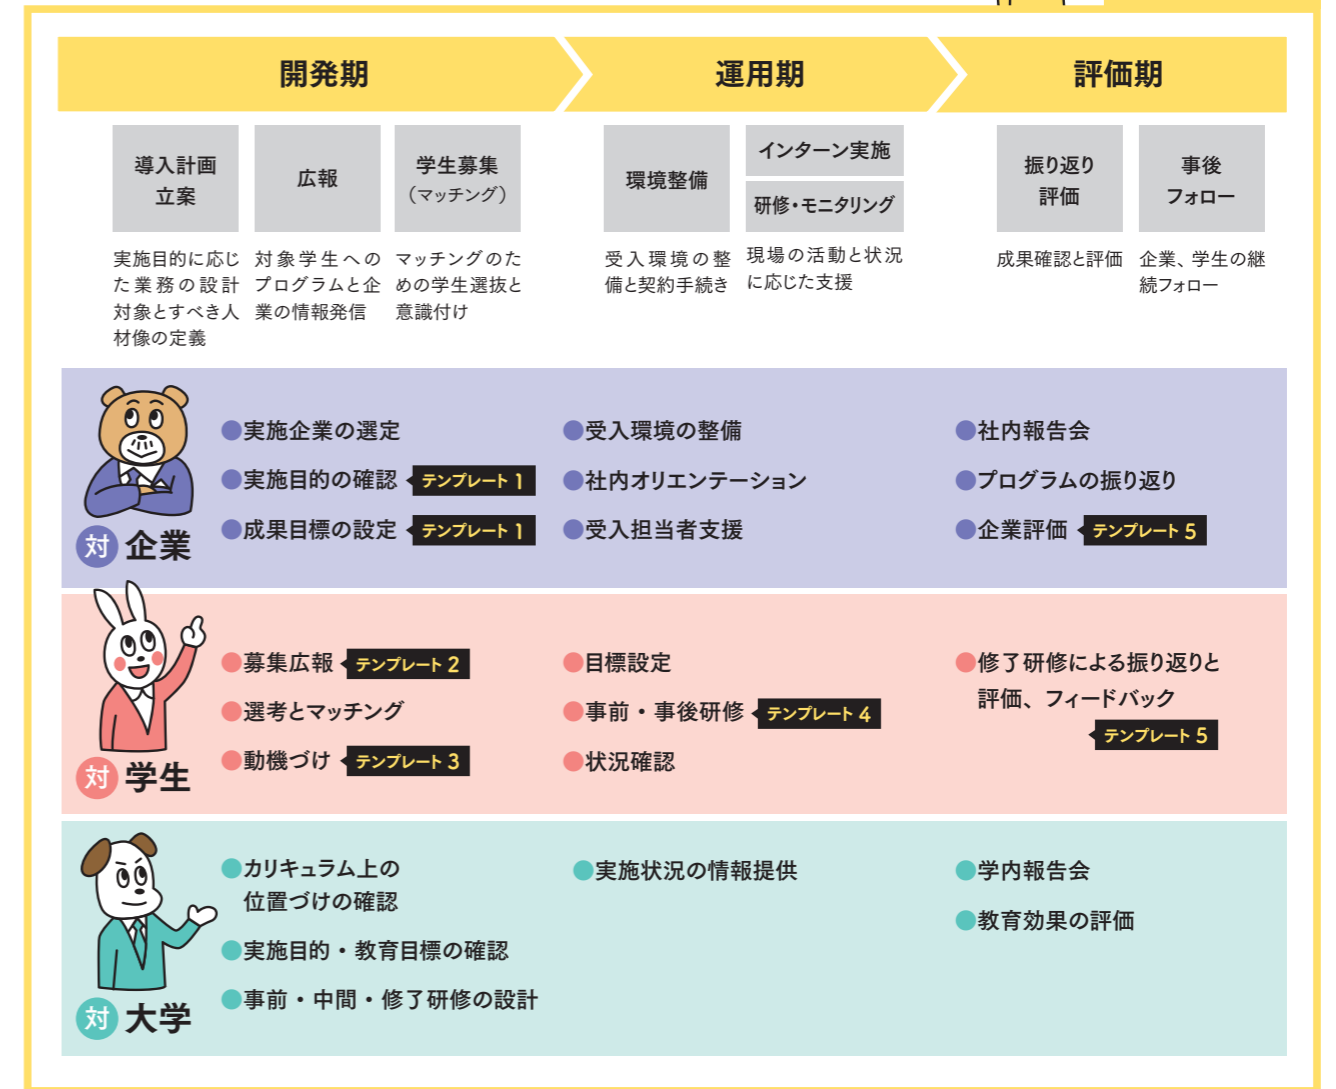 開発期
運用期
評価期
導入計画
立案
広報
学生募集
（マッチング）
環境整備
インターン実施
研修・モニタリング
振り返り
評価
事後
フォロー
実施目的に応じ
た業務の設計
対象とすべき人
材像の定義
対象学生への
プログラムと企
業の情報発信
マッチングのた
めの学生選抜と
意識付け
受入環境の整
備と契約手続き
現場の活動と状況
に応じた支援
成果確認と評価
企業、学生の継
続フォロー
対 企業
●実施企業の選定
●実施目的の確認 テンプレート 1
●成果目標の設定 テンプレート 1
●受入環境の整備
●社内オリエンテーション
●受入担当者支援
●社内報告会
●プログラムの振り返り
●企業評価 テンプレート 5
対 学生
●募集広報 テンプレート 2
●選考とマッチング
●動機づけ テンプレート 3
●目標設定
●事前・事後研修 テンプレート 4
●状況確認
●修了研修による振り返りと
評価、フィードバック
テンプレート 5
対 大学
●カリキュラム上の
位置づけの確認
●実施目的・教育目標の確認
●事前・中間・修了研修の設計
●実施状況の情報提供
●学内報告会
●教育効果の評価